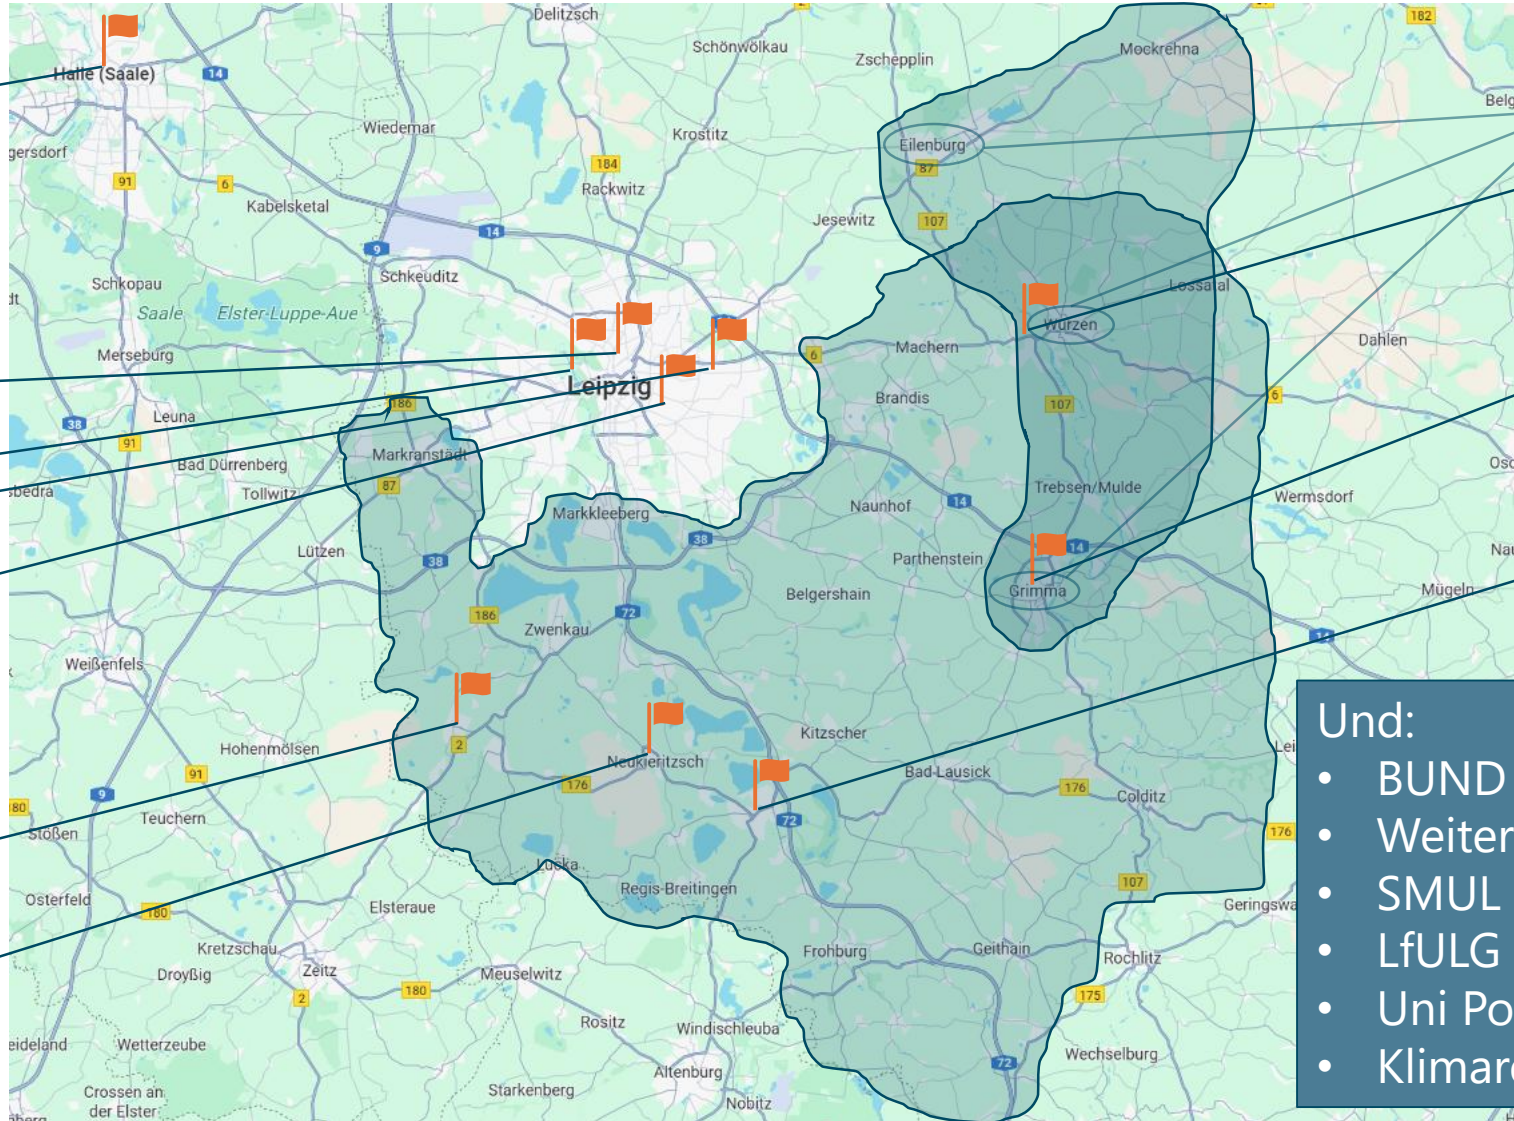 Delitzsch
182
Schönwölkau
Mockrehna
Zschepplin
Halle (Saale)
14
Wiedemar
Krostitz
Eilenburg
gersdorf
184
87
91
6
Rackwitz
Kabelsketal
Jesewitz
107
14
9
Schkeuditz
Schkopau
Lossatal
Saale
Elster-Luppe-Aue
Wurzen
Merseburg
6
Machern
Dahlen
Leipzig
Brandis
6
186
107
Leuna
38
91
Markranstädt
Bad Dürrenberg
87
Tollwitz
Trebsen/Mulde
Wermsdorf
Naunhof
14
Markkleeberg
38
Lützen
38
Parthenstein
14
Grimma
Mügeln
Belgershain
186
72
Zwenkau
14
Weißenfels
Kitzscher
Hohenmölsen
2
Neukieritzsch
91
176
Bad Lausick
176
Colditz
9
Teuchern
72
Stößen
176
Lucka
Regis-Breitingen
107
Osterfeld
180
Elsteraue
Kretzschau
Frohburg
Geithain
Rochlitz
Zeitz
Droyßig
Meuselwitz
180
2
175
Rositz
Windischleuba
Wetterzeube
Wechselburg
72
Altenburg
Crossen an
der Elster
Starkenberg
Nobitz
Und:
• BUND
• Weiter
• SMUL
• LfULG
• Uni Po
• Klimar